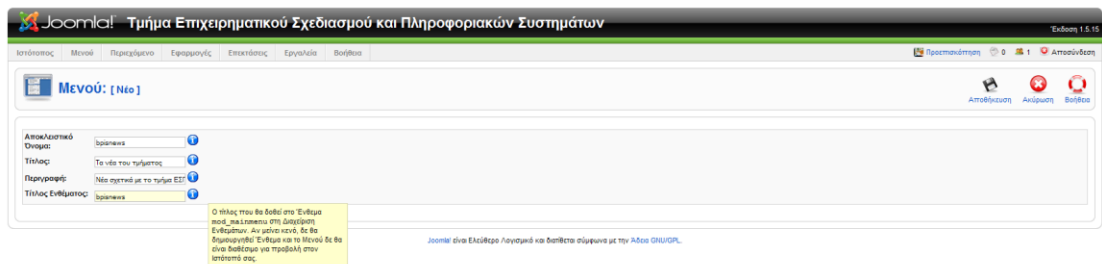 Joomla! Τμήμα Επιχειρηματικού Σχεδιασμού και Πληροφοριακών Συστημάτων
Έκδοση 1.5.15
Ιστότοπος Μενού Περιεχόμενο Εφαρμογές Επεκτάσεις Εργαλεία Βοήθεια
Προεπισκόπηση 0 1 Αποσύνδεση
Μενού: [ Νέο ]
Αποθήκευση Ακύρωση Βοήθεια
Αποκλειστικό
Όνομα: bpisnews
Τίτλος: Τα νέα του τμήματος
Περιγραφή: Νέα σχετικά με το τμήμα ΕΣΠ
Τίτλος Ενθέματος: bpisnews
Ο τίτλος που θα δοθεί στο Ένθεμα
mod_mainmenu στη Διαχείριση
Ενθεμάτων. Αν μείνει κενό, δε θα
δημιουργηθεί Ένθεμα και το Μενού δε θα
είναι διαθέσιμο για προβολή στον
Ιστότοπό σας.
Joomla! είναι Ελεύθερο Λογισμικό και διατίθεται σύμφωνα με την Άδεια GNU/GPL.